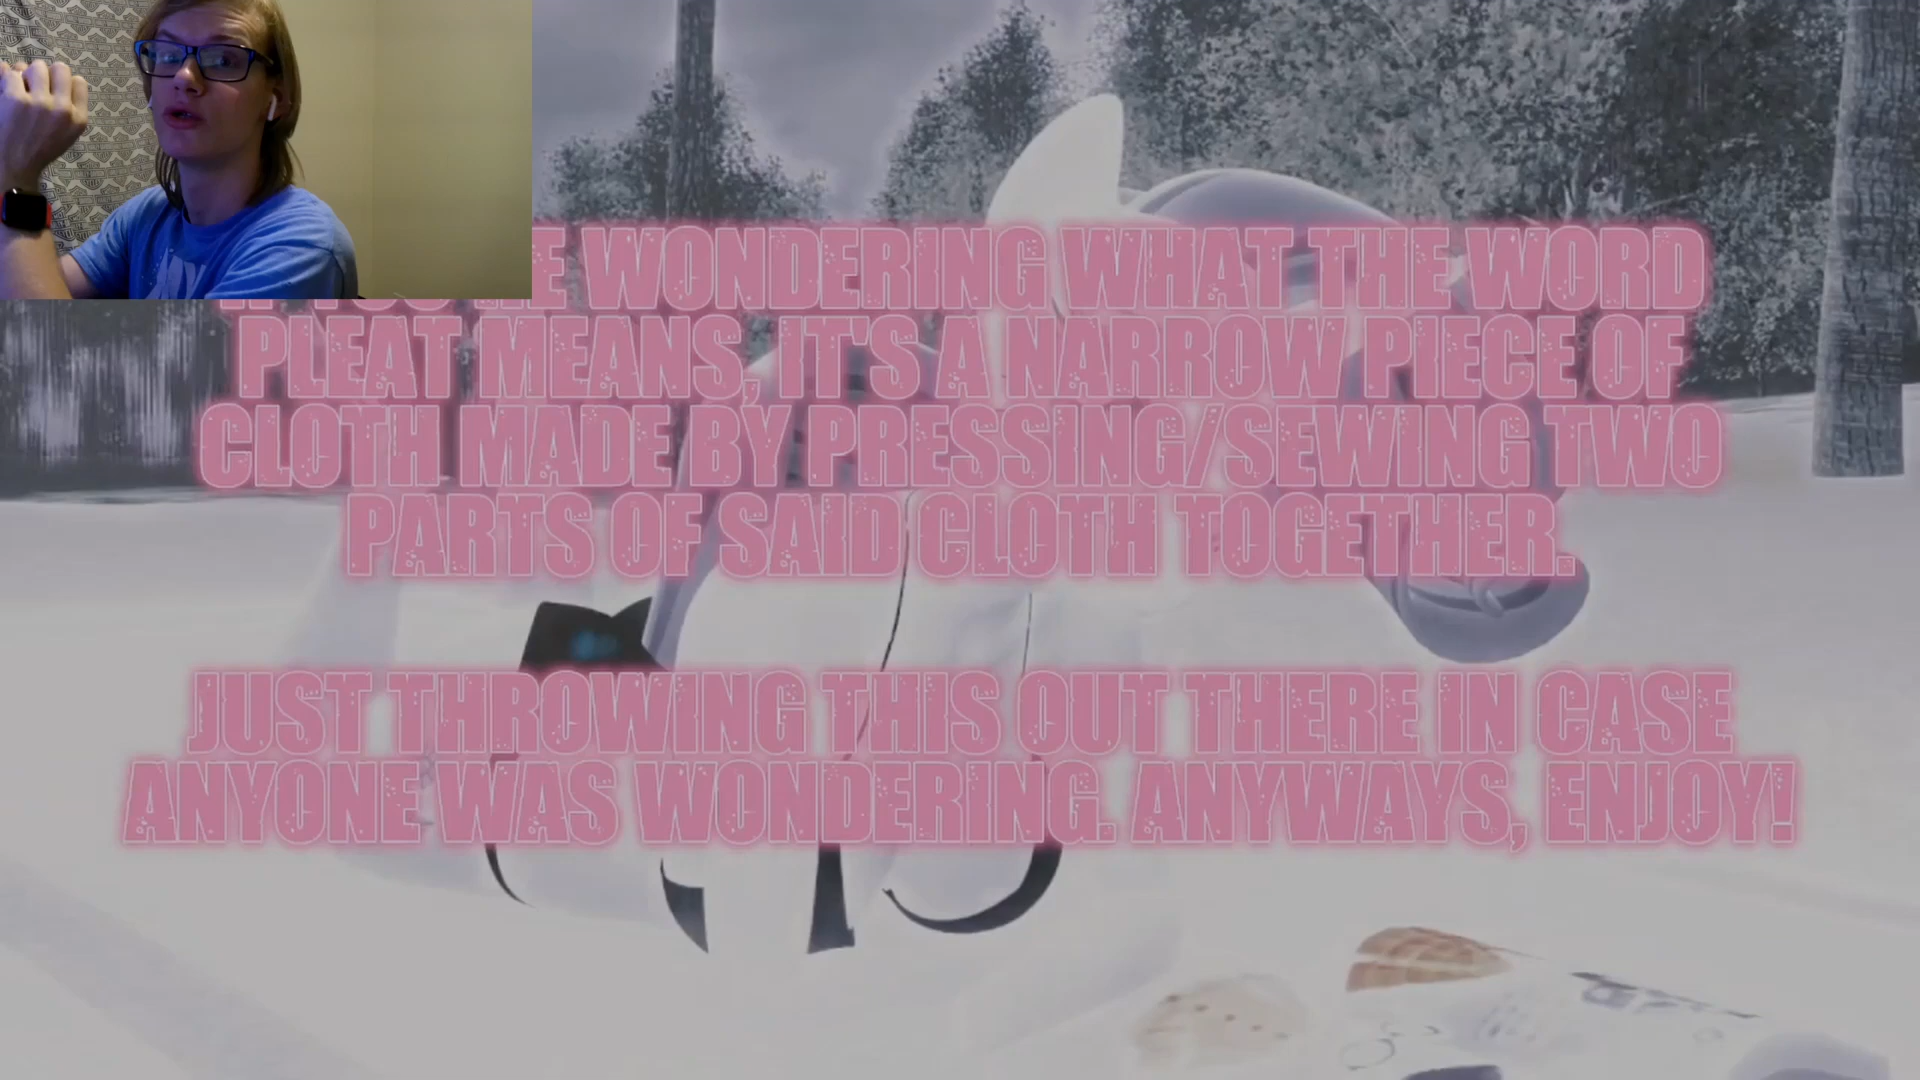 E WONDERING WHAT THE WORD
PLEAT MEANS, IT'S A NARROW PIECE OF
CLOTH MADE BY PRESSING/SEWING TWO
PARTS OF SAID CLOTH TOGETHER.
JUST THROWING THIS OUT THERE IN CASE
ANYONE WAS WONDERING. ANYWAYS, ENJOY!